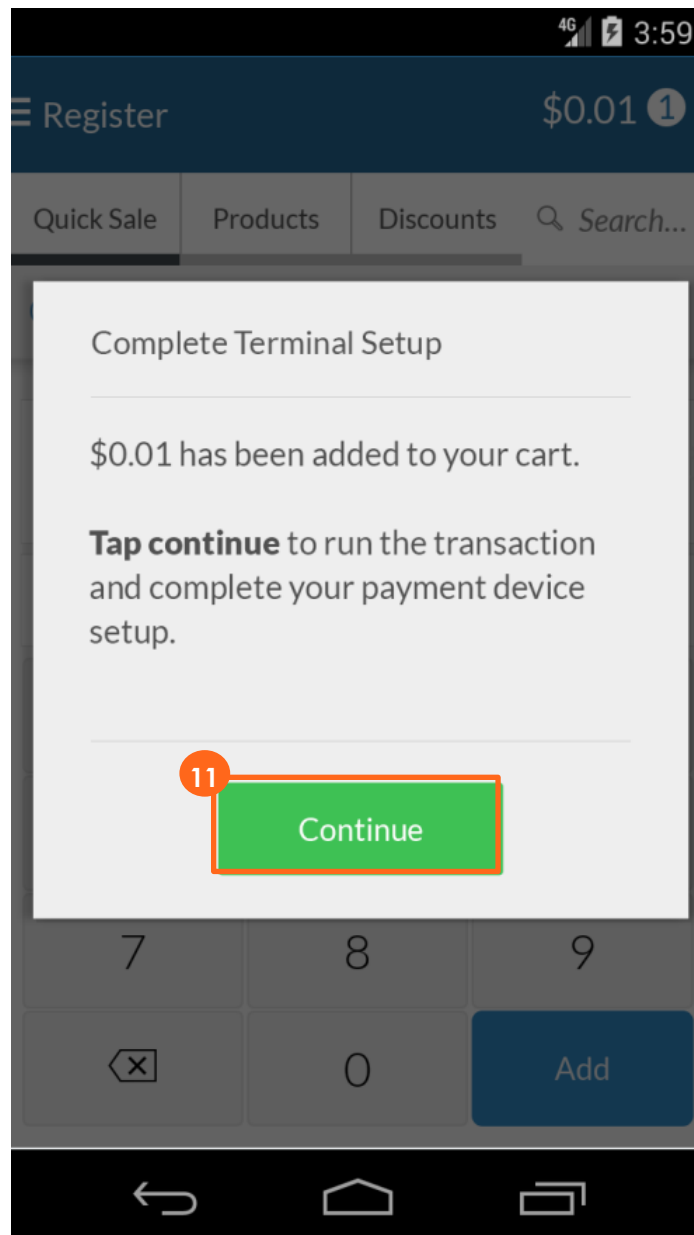 4G 3:59
Register $0.01 1
Quick Sale Products Discounts Search...
Complete Terminal Setup
$0.01 has been added to your cart.
Tap continue to run the transaction
and complete your payment device
setup.
11
Continue
7 8 9
0 Add